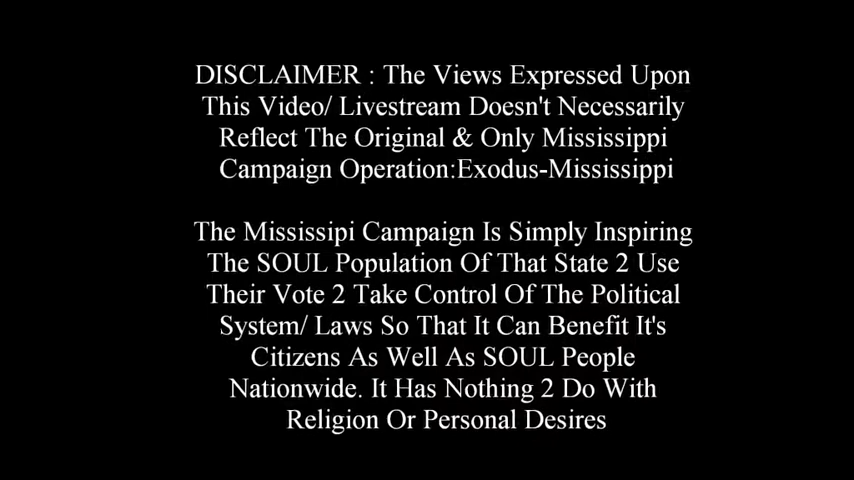 DISCLAIMER : The Views Expressed Upon
This Video/ Livestream Doesn't Necessarily
Reflect The Original & Only Mississippi
Campaign Operation:Exodus-Mississippi
The Mississipi Campaign Is Simply Inspiring
The SOUL Population Of That State 2 Use
Their Vote 2 Take Control Of The Political
System/ Laws So That It Can Benefit It's
Citizens As Well As SOUL People
Nationwide. It Has Nothing 2 Do With
Religion Or Personal Desires